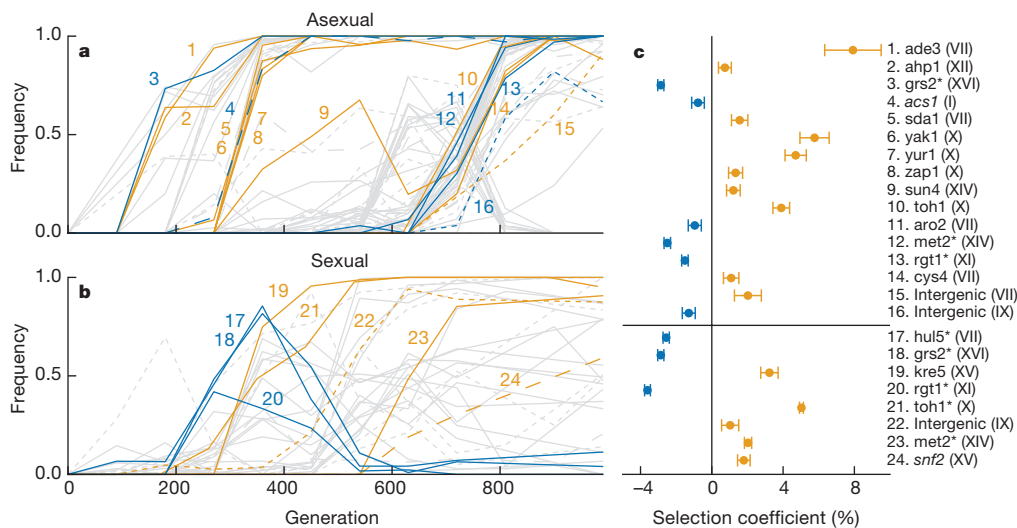 Asexual
a
1.0
0.5
0.0
Frequency
1
2
3
4
5
6
7
8
9
10
11
12
13
14
15
16
Sexual
b
1.0
0.5
0.0
Frequency
17
18
19
20
21
22
23
24
0
200
400
600
800
Generation
c
1. ade3 (VII)
2. ahp1 (XII)
3. grs2* (XVI)
4. acs1 (I)
5. sda1 (VII)
6. yak1 (X)
7. yur1 (X)
8. zap1 (X)
9. sun4 (XIV)
10. toh1 (X)
11. aro2 (VII)
12. met2* (XIV)
13. rgt1* (XI)
14. cys4 (VII)
15. Intergenic (VII)
16. Intergenic (IX)
17. hul5* (VII)
18. grs2* (XVI)
19. kre5 (XV)
20. rgt1* (XI)
21. toh1* (X)
22. Intergenic (IX)
23. met2* (XIV)
24. snf2 (XV)
−4
0
4
8
Selection coefficient (%)